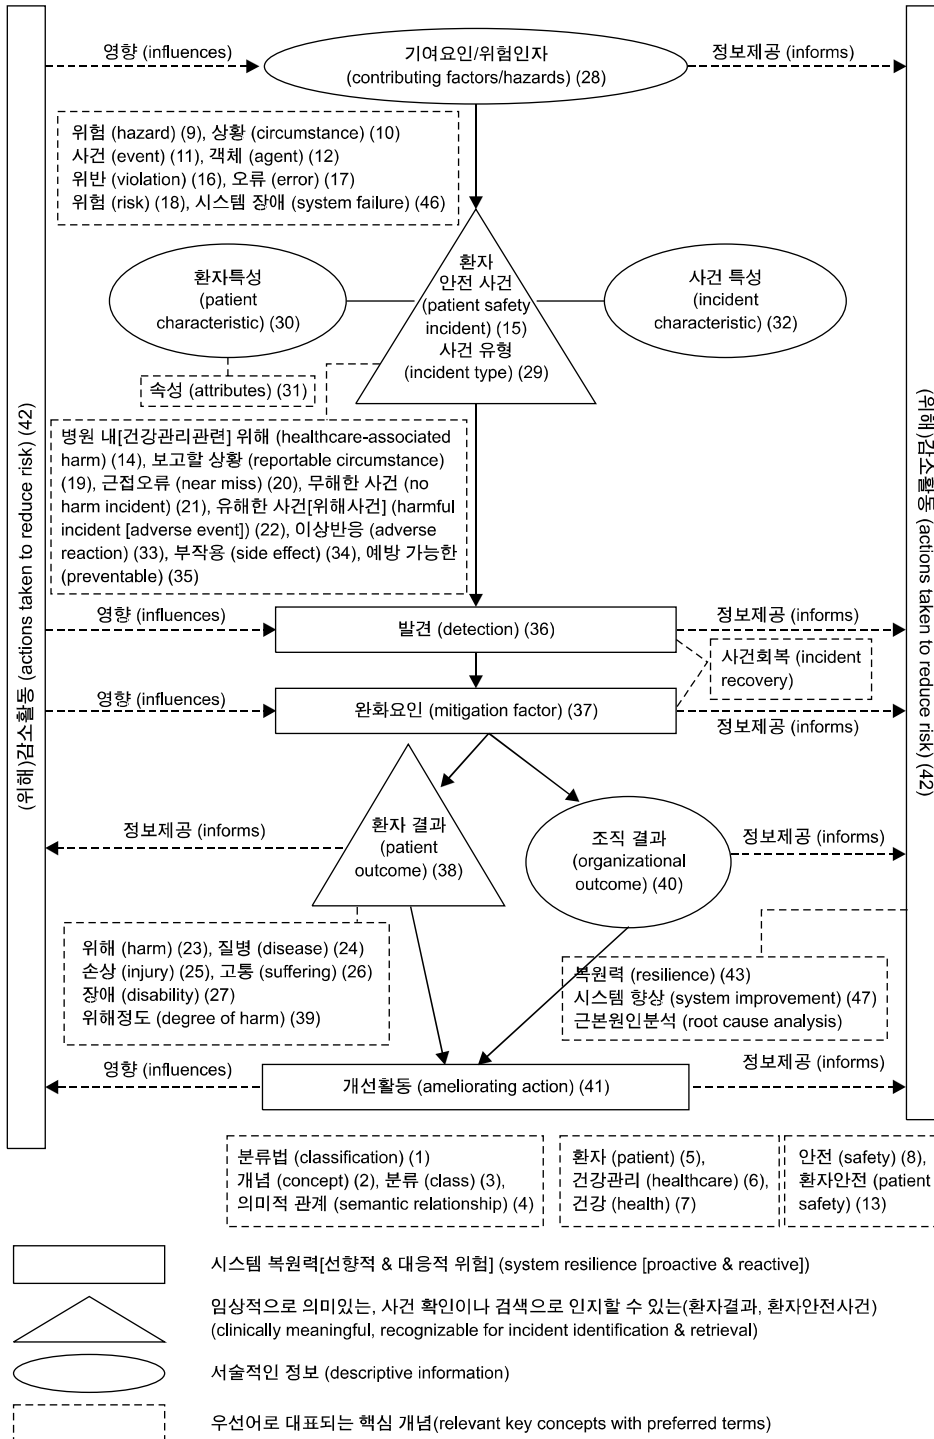 영향 (influences)
기여요인/위험인자
(contributing factors/hazards) (28)
정보제공 (informs)
위험 (hazard) (9), 상황 (circumstance) (10)
사건 (event) (11), 객체 (agent) (12)
위반 (violation) (16), 오류 (error) (17)
위험 (risk) (18), 시스템 장애 (system failure) (46)
환자특성
(patient
characteristic) (30)
환자
안전 사건
(patient safety
incident) (15)
사건 유형
(incident type) (29)
사건 특성
(incident
characteristic) (32)
속성 (attributes) (31)
(위해)감소활동 (actions taken to reduce risk) (42)
(위해)감소활동 (actions taken to reduce risk) (42)
병원 내[건강관리관련] 위해 (healthcare-associated
harm) (14), 보고할 상황 (reportable circumstance)
(19), 근접오류 (near miss) (20), 무해한 사건 (no
harm incident) (21), 유해한 사건[위해사건] (harmful
incident [adverse event]) (22), 이상반응 (adverse
reaction) (33), 부작용 (side effect) (34), 예방 가능한
(preventable) (35)
영향 (influences)
발견 (detection) (36)
정보제공 (informs)
사건회복 (incident
recovery)
영향 (influences)
완화요인 (mitigation factor) (37)
정보제공 (informs)
정보제공 (informs)
환자 결과
(patient
outcome) (38)
조직 결과
(organizational
outcome) (40)
정보제공 (informs)
위해 (harm) (23), 질병 (disease) (24)
손상 (injury) (25), 고통 (suffering) (26)
장애 (disability) (27)
위해정도 (degree of harm) (39)
복원력 (resilience) (43)
시스템 향상 (system improvement) (47)
근본원인분석 (root cause analysis)
영향 (influences)
개선활동 (ameliorating action) (41)
정보제공 (informs)
분류법 (classification) (1)
개념 (concept) (2), 분류 (class) (3),
의미적 관계 (semantic relationship) (4)
환자 (patient) (5),
건강관리 (healthcare) (6),
건강 (health) (7)
안전 (safety) (8),
환자안전 (patient
safety) (13)
시스템 복원력[선향적 & 대응적 위험] (system resilience [proactive & reactive])
임상적으로 의미있는, 사건 확인이나 검색으로 인지할 수 있는(환자결과, 환자안전사건)
(clinically meaningful, recognizable for incident identification & retrieval)
서술적인 정보 (descriptive information)
우선어로 대표되는 핵심 개념(relevant key concepts with preferred terms)